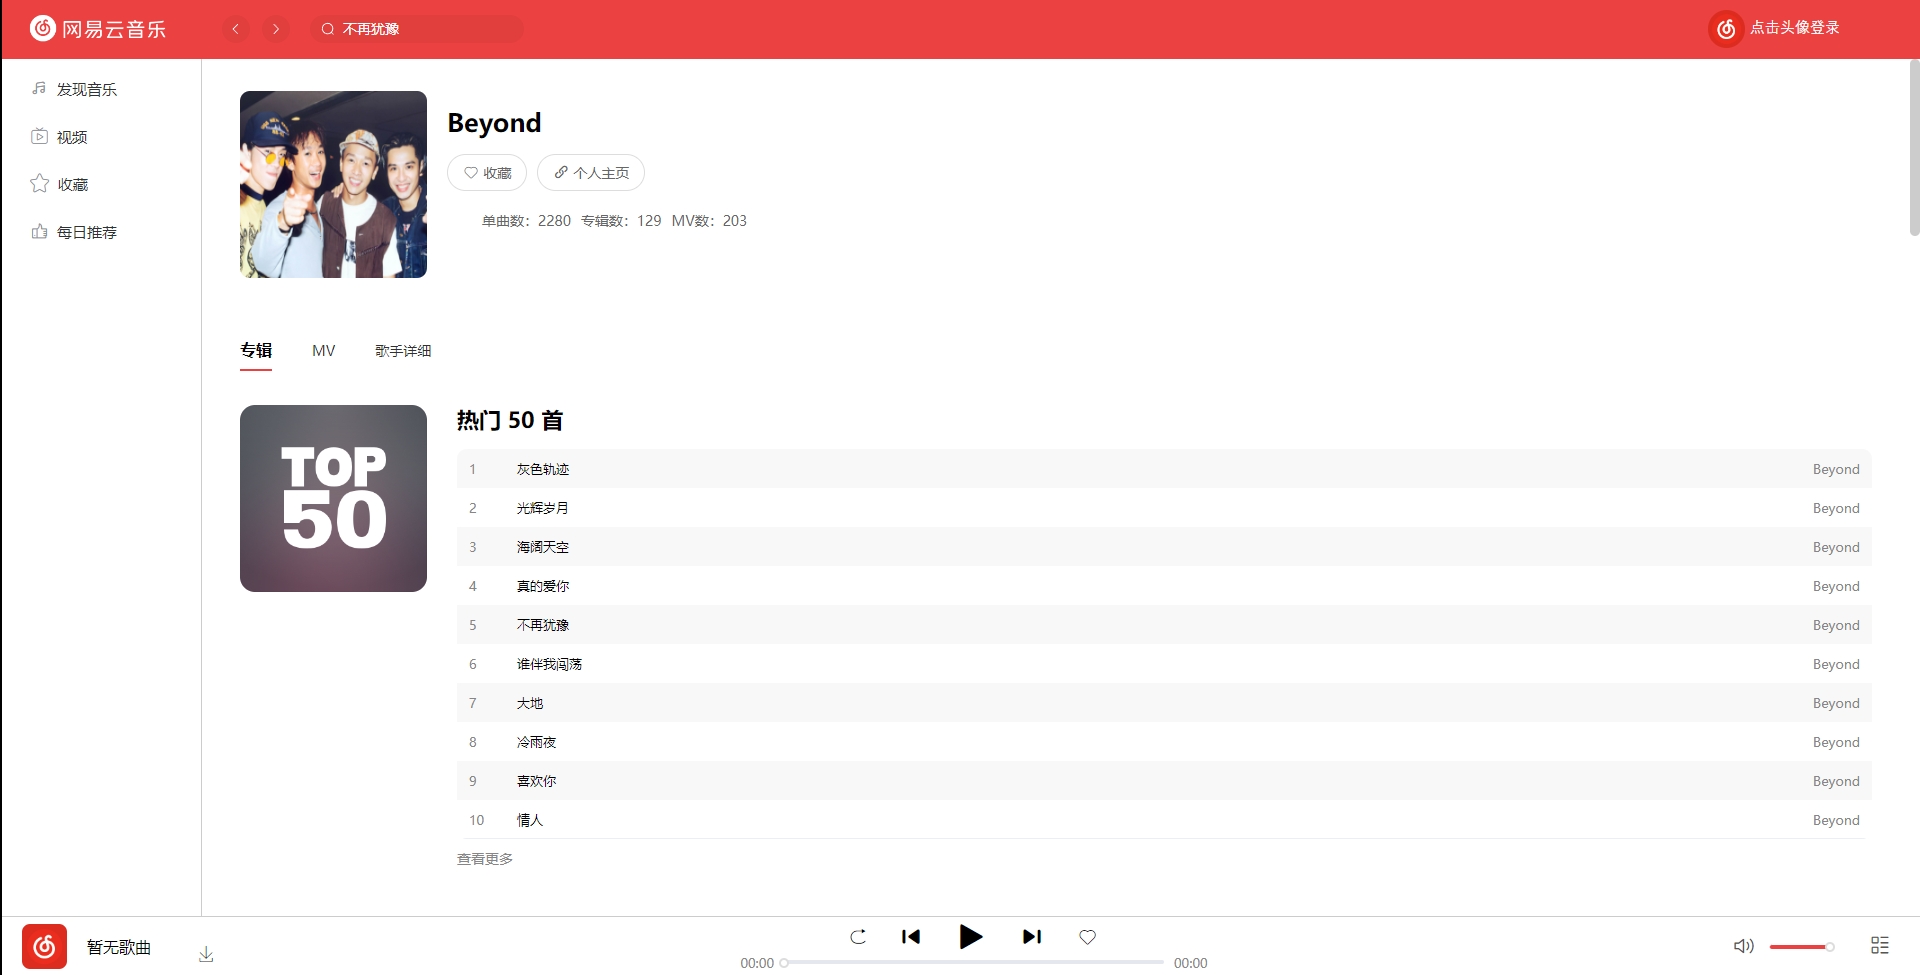 网易云音乐
不再犹豫
点击头像登录
发现音乐
视频
收藏
每日推荐
Beyond
收藏 个人主页
单曲数：2280 专辑数：129 MV数：203
专辑 MV 歌手详细
TOP
50
热门 50 首
1 灰色轨迹 Beyond
2 光辉岁月 Beyond
3 海阔天空 Beyond
4 真的爱你 Beyond
5 不再犹豫 Beyond
6 谁伴我闯荡 Beyond
7 大地 Beyond
8 冷雨夜 Beyond
9 喜欢你 Beyond
10 情人 Beyond
查看更多
暂无歌曲
00:00 00:00